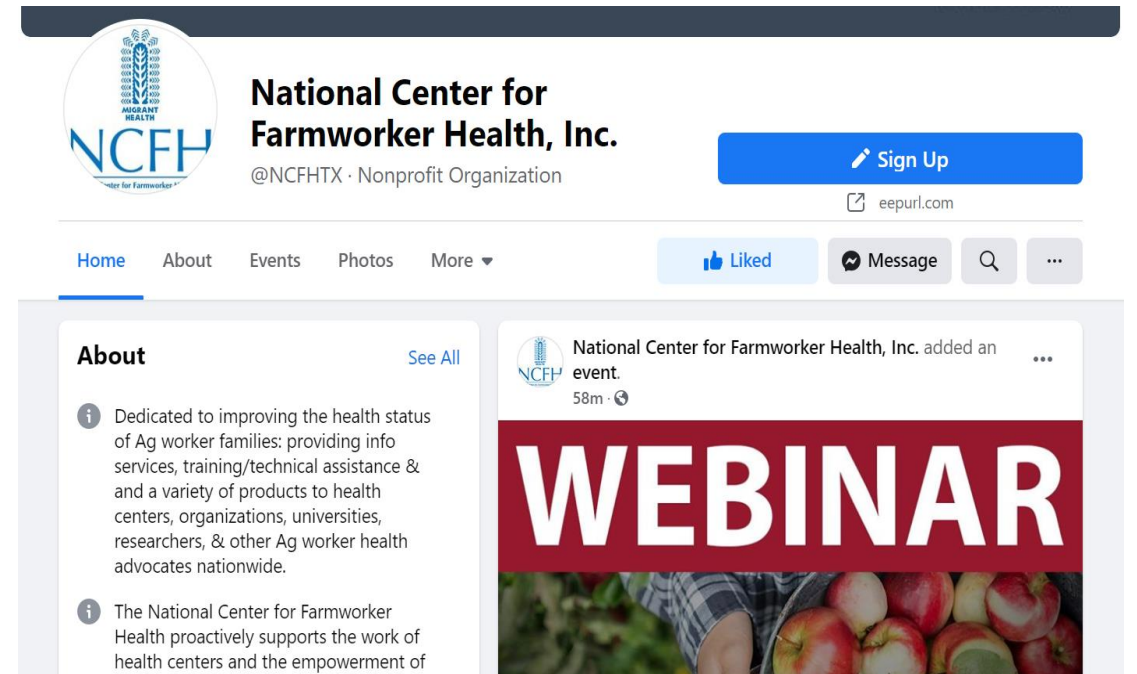 MIGRANT
HEALTH
NCFH
National Center for
Farmworker Health, Inc.
@NCFHTX · Nonprofit Organization
Sign Up
eepurl.com
Home
About
Events
Photos
More
Liked
Message
About
See All
Dedicated to improving the health status
of Ag worker families: providing info
services, training/technical assistance &
and a variety of products to health
centers, organizations, universities,
researchers, & other Ag worker health
advocates nationwide.
The National Center for Farmworker
Health proactively supports the work of
health centers and the empowerment of
NCFH
National Center for Farmworker Health, Inc. added an
event.
58m ·
WEBINAR